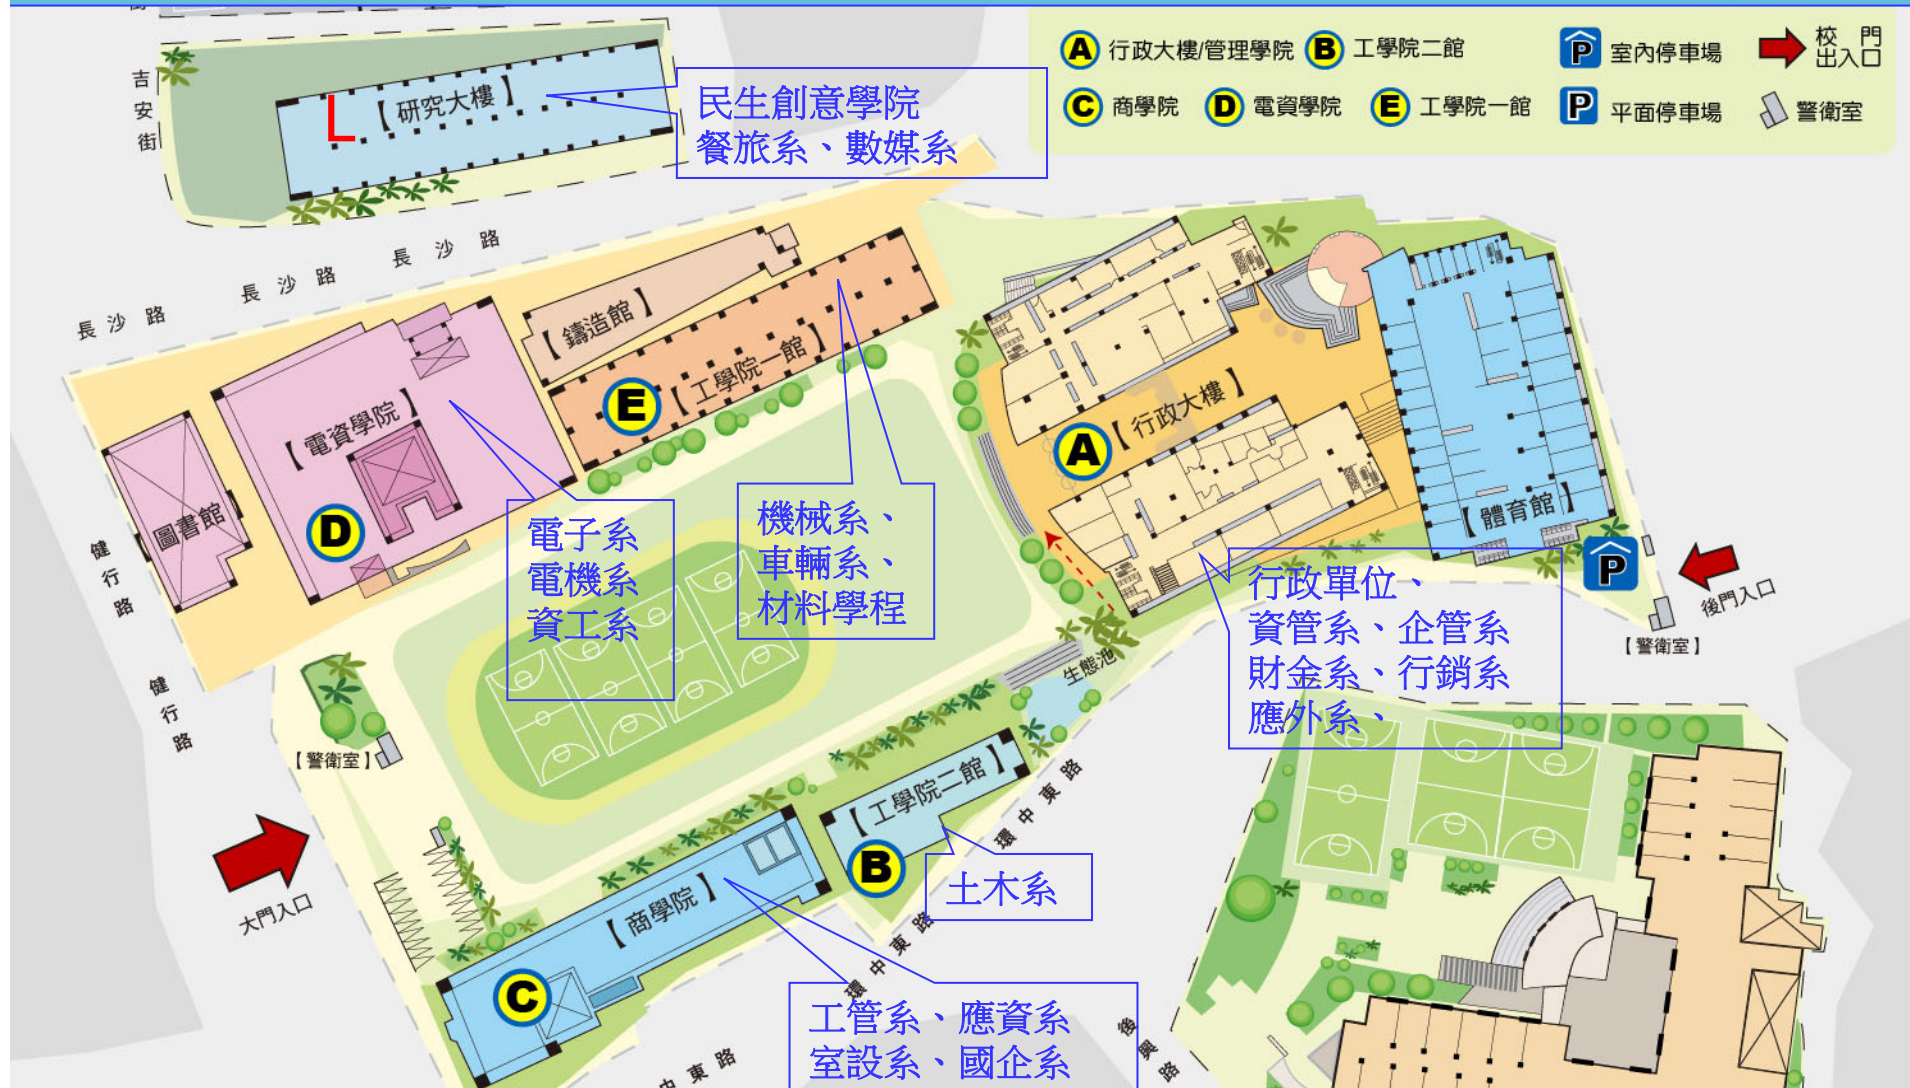 A 行政大樓/管理學院
B 工學院二館
P 室內停車場
校門
出入口
C 商學院
D 電資學院
E 工學院一館
P 平面停車場
警衛室
吉安街
【研究大樓】
L
民生創意學院
餐旅系、數媒系
長沙路
長沙路
長沙路
【鑄造館】
E
【工學院一館】
【電資學院】
D
圖書館
A
【行政大樓】
【體育館】
P
後門入口
【警衛室】
電子系
電機系
資工系
機械系、
車輛系、
材料學程
行政單位、
資管系、企管系
財金系、行銷系
應外系、
健行路
健行路
生態池
【警衛室】
大門入口
【工學院二館】
B
土木系
環中東路
【商學院】
C
環中東路
工管系、應資系
室設系、國企系
中東路
後興路